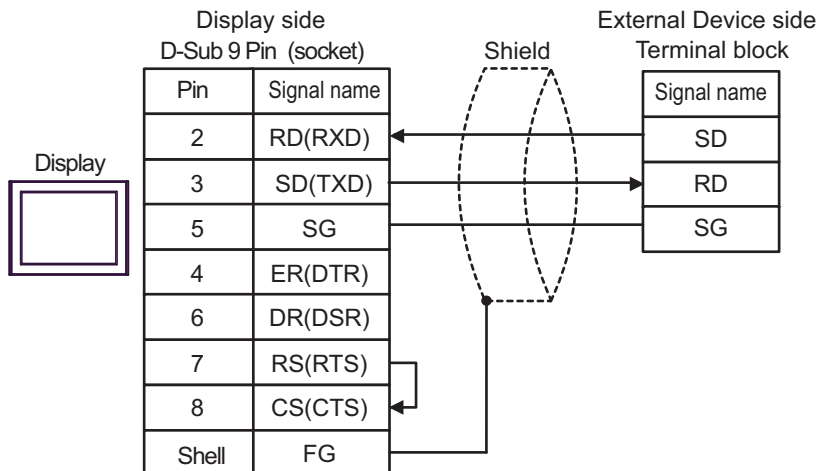 Display side
External Device side
D-Sub 9 Pin (socket)
Shield
Terminal block
Pin
Signal name
Signal name
2
RD(RXD)
SD
Display
3
SD(TXD)
RD
5
SG
SG
4
ER(DTR)
6
DR(DSR)
7
RS(RTS)
8
CS(CTS)
Shell
FG